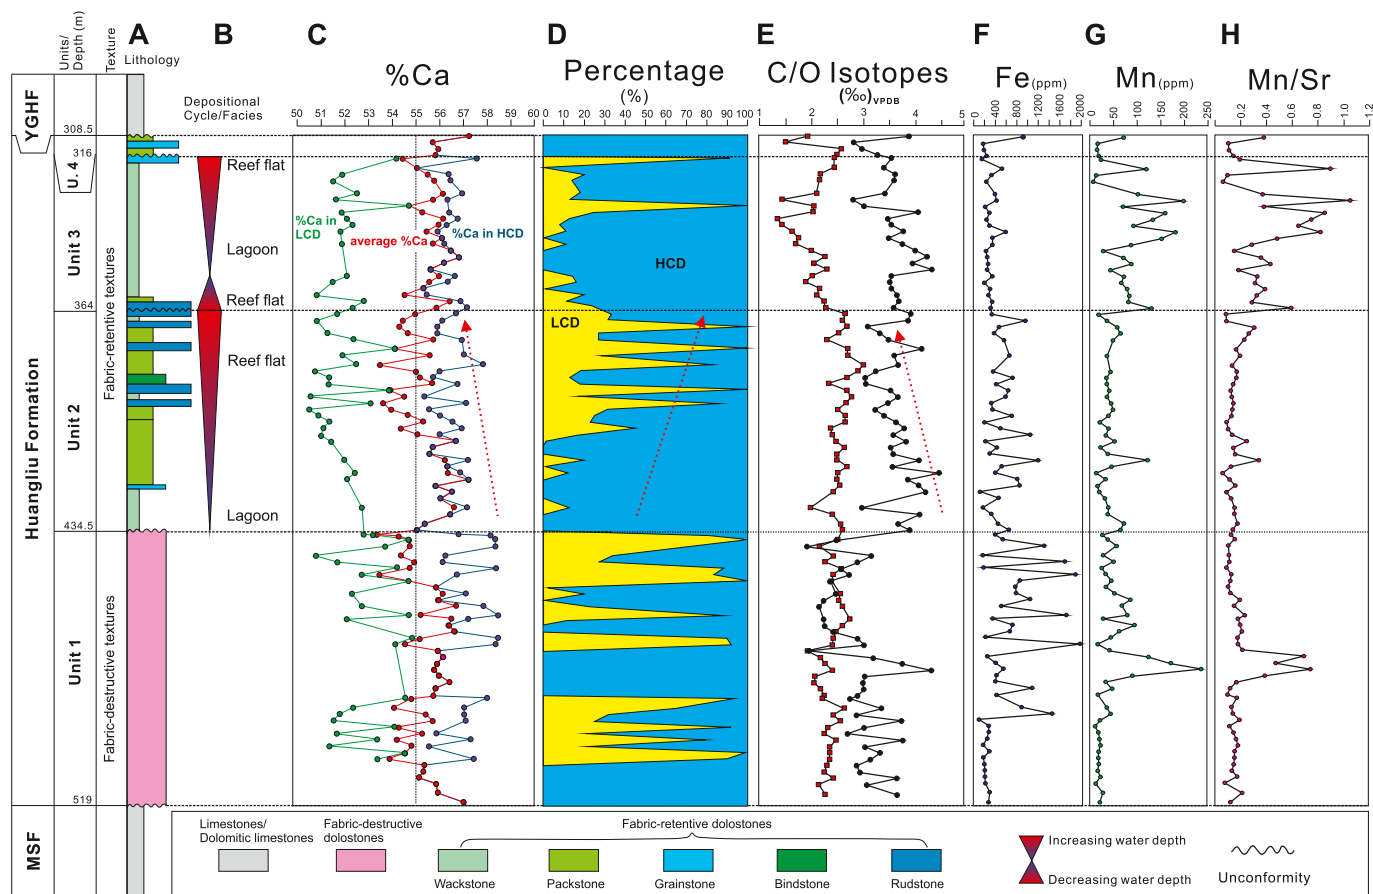 A
B
C
D
E
F
G
H
Units/
Depth (m)
Texture
Lithology
%Ca
Percentage
(%)
C/O Isotopes
(‰)VPDB
Fe(ppm)
Mn(ppm)
Mn/Sr
Depositional
Cycle/Facies
50 51 52 53 54 55 56 57 58 59 60
0 10 20 30 40 50 60 70 80 90 100
1 2 3 4 5
0 400 800 1200 1600 2000
0 50 100 150 200 250
0.2 0.4 0.6 0.8 1.0 1.2
YGHF
308.5
316
U. 4
Unit 3
364
Unit 2
434.5
Unit 1
519
Huangliu Formation
MSF
Fabric-retentive textures
Fabric-destructive textures
Reef flat
Lagoon
Reef flat
Reef flat
Lagoon
%Ca in
LCD
average %Ca
%Ca in HCD
HCD
LCD
Limestones/
Dolomitic limestones
Fabric-destructive
dolostones
Fabric-retentive dolostones
Wackstone
Packstone
Grainstone
Bindstone
Rudstone
Increasing water depth
Decreasing water depth
Unconformity